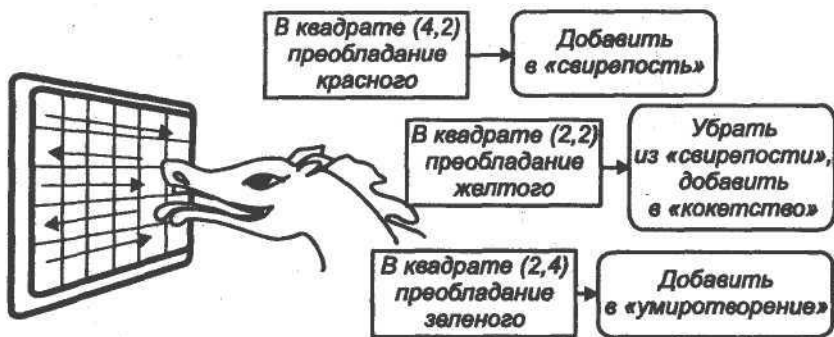 В квадрате (4,2)
преобладание
красного
Добавить
в «свирепость»
В квадрате (2,2)
преобладание
желтого
Убрать
из «свирепости»,
добавить
в «кокетство»
В квадрате (2,4)
преобладание
зеленого
Добавить
в «умиротворение»